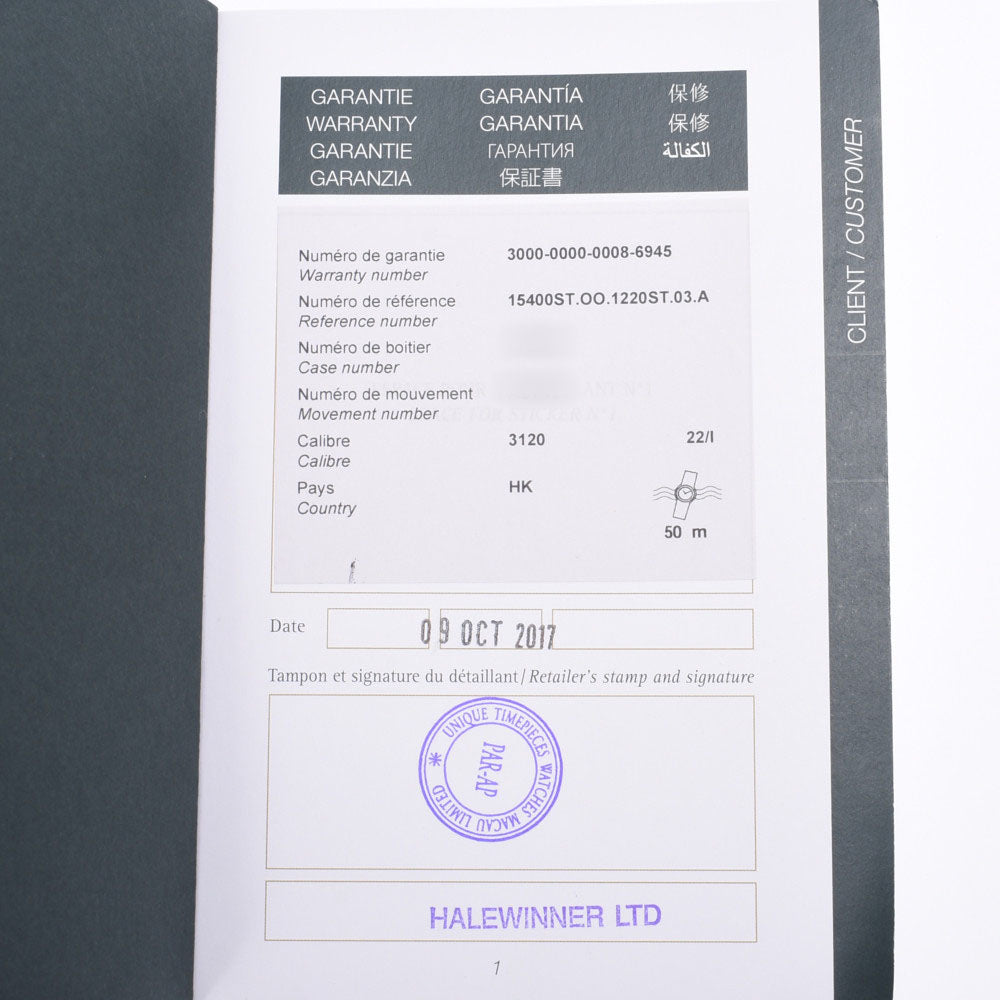 GARANTIE GARANTÍA 保修
WARRANTY GARANTIA 保修
GARANTIE ГАРАНТИЯ الكفالة
GARANZIA 保証書
CLIENT / CUSTOMER
Numéro de garantie 3000-0000-0008-6945
Warranty number
Numéro de référence 15400ST.OO.1220ST.03.A
Reference number
Numéro de boitier
Case number
Numéro de mouvement
Movement number
Calibre 3120 22/I
Calibre
Pays HK
Country
50 m
Date 09 OCT 2017
Tampon et signature du détaillant / Retailer's stamp and signature
UNIQUE TIMEPIECES WATCHES MACAU LIMITED *
PAR-AP
HALEWINNER LTD
1